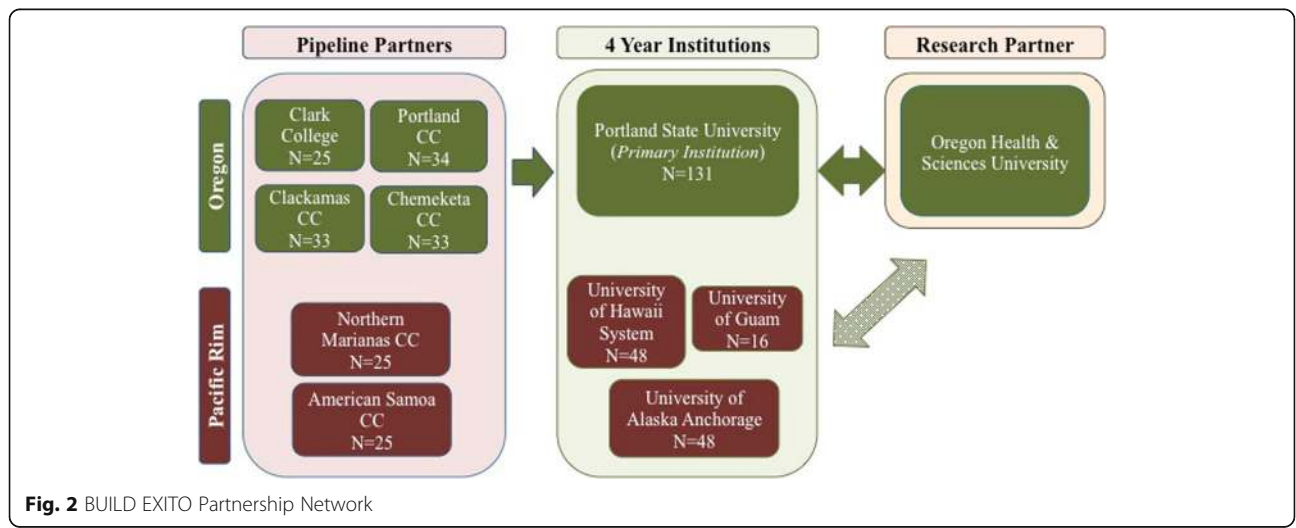 Pipeline Partners
4 Year Institutions
Research Partner
Oregon
Clark
College
N=25
Portland
CC
N=34
Clackamas
CC
N=33
Chemeketa
CC
N=33
Portland State University
(Primary Institution)
N=131
Oregon Health &
Sciences University
Pacific Rim
Northern
Marianas CC
N=25
American Samoa
CC
N=25
University
of Hawaii
System
N=48
University
of Guam
N=16
University of
Alaska Anchorage
N=48
Fig. 2 BUILD EXITO Partnership Network